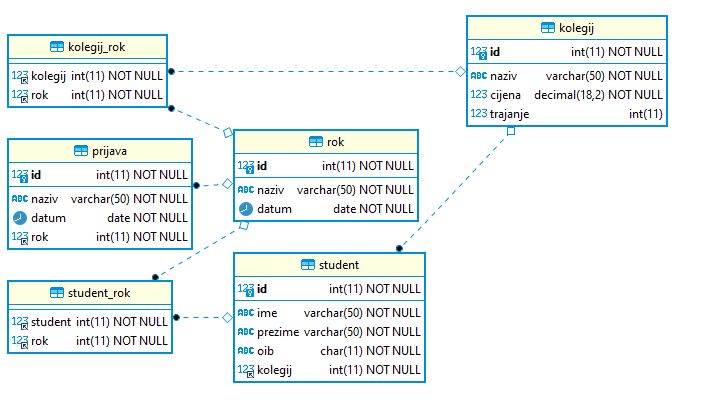 kolegij_rok
123 kolegij int(11) NOT NULL
123 rok int(11) NOT NULL
kolegij
123 id int(11) NOT NULL
ABC naziv varchar(50) NOT NULL
123 cijena decimal(18,2) NOT NULL
123 trajanje int(11)
prijava
123 id int(11) NOT NULL
ABC naziv varchar(50) NOT NULL
datum date NOT NULL
123 rok int(11) NOT NULL
rok
123 id int(11) NOT NULL
ABC naziv varchar(50) NOT NULL
datum date NOT NULL
student_rok
123 student int(11) NOT NULL
123 rok int(11) NOT NULL
student
123 id int(11) NOT NULL
ABC ime varchar(50) NOT NULL
ABC prezime varchar(50) NOT NULL
ABC oib char(11) NOT NULL
123 kolegij int(11) NOT NULL